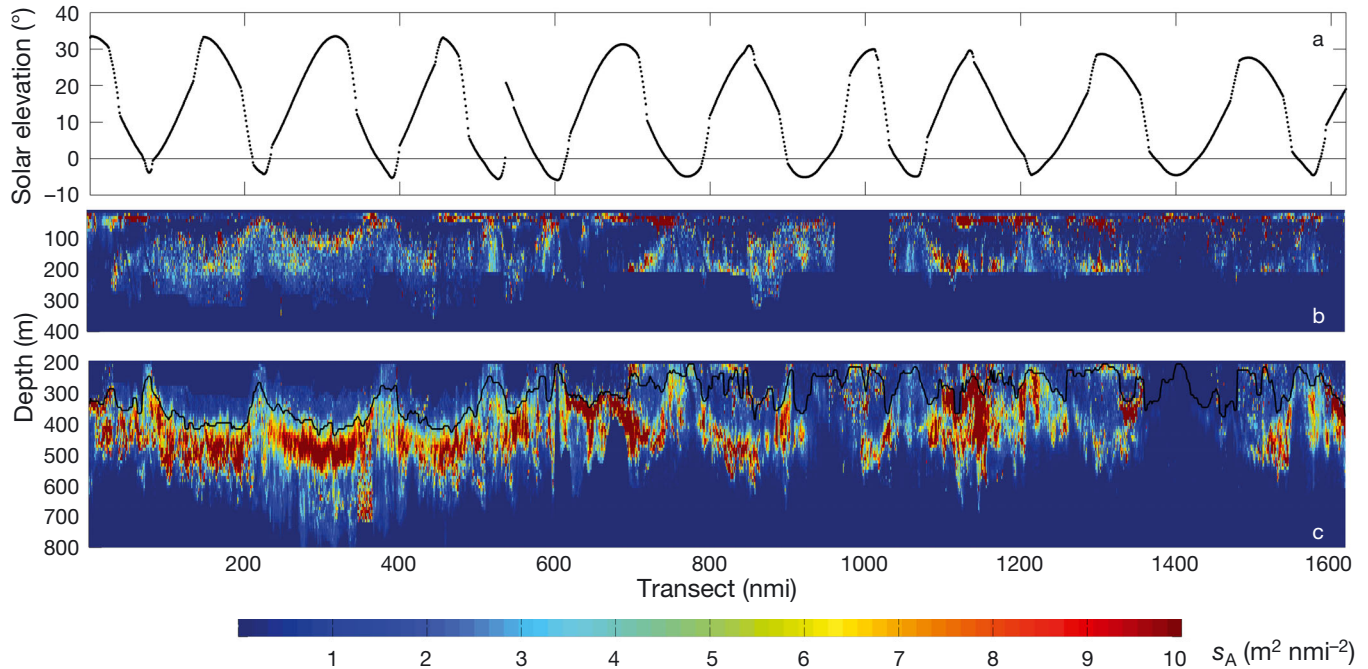 40
30
20
10
0
−10
Solar elevation (°)
a
100
200
300
400
b
200
300
400
500
600
700
800
Depth (m)
c
200 400 600 800 1000 1200 1400 1600
Transect (nmi)
1 2 3 4 5 6 7 8 9 10
sA (m² nmi⁻²)